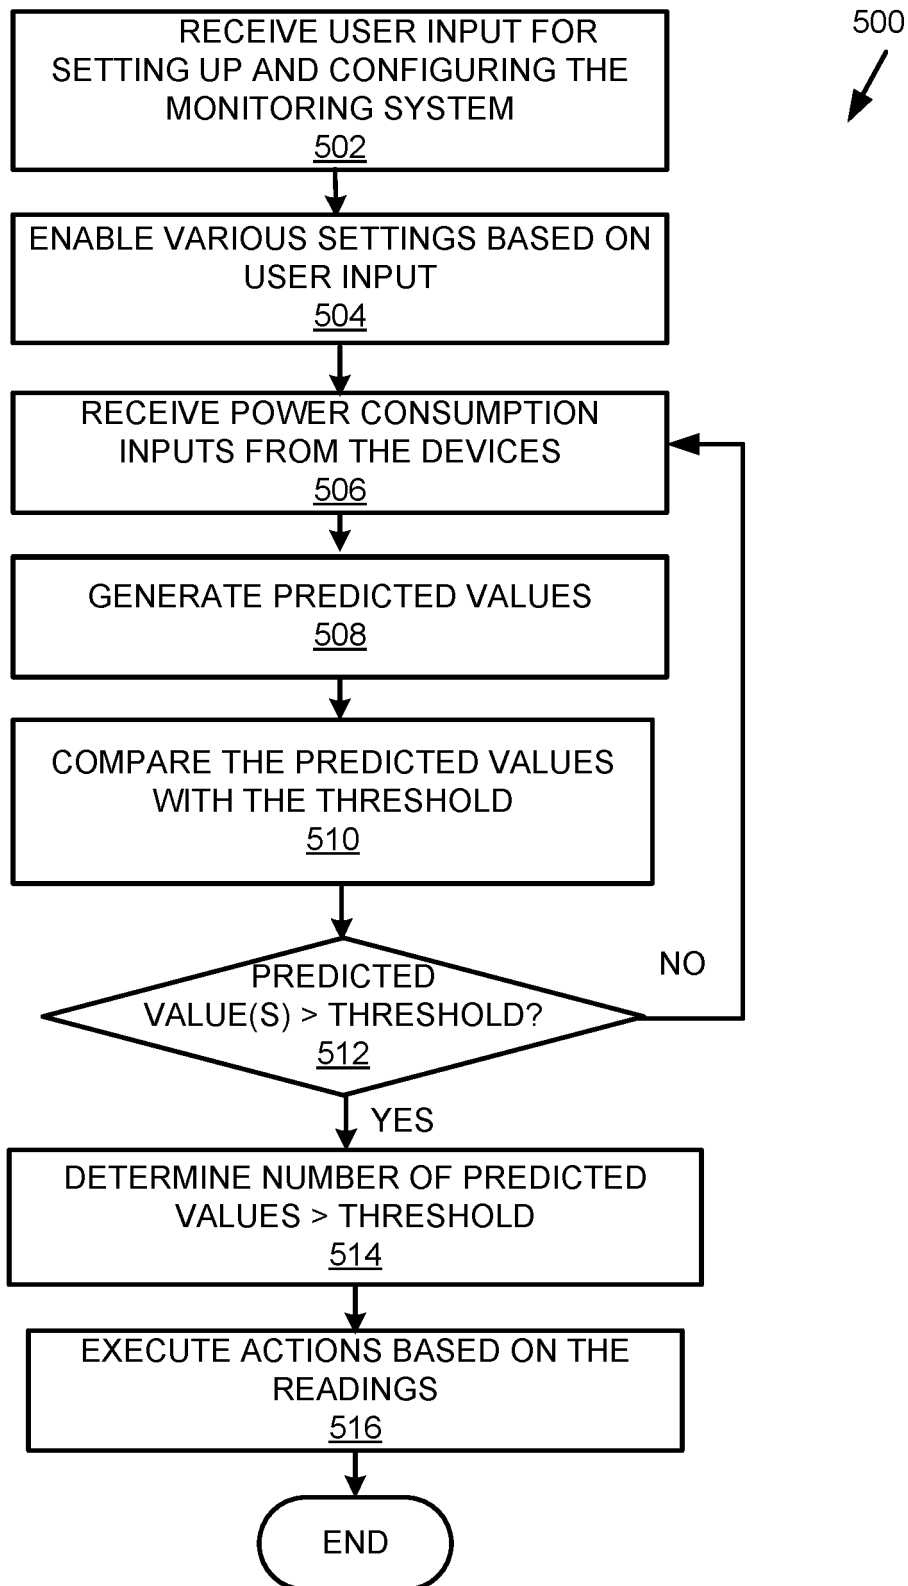 500
RECEIVE USER INPUT FOR
SETTING UP AND CONFIGURING THE
MONITORING SYSTEM
502
ENABLE VARIOUS SETTINGS BASED ON
USER INPUT
504
RECEIVE POWER CONSUMPTION
INPUTS FROM THE DEVICES
506
GENERATE PREDICTED VALUES
508
COMPARE THE PREDICTED VALUES
WITH THE THRESHOLD
510
PREDICTED
VALUE(S) > THRESHOLD?
512
NO
YES
DETERMINE NUMBER OF PREDICTED
VALUES > THRESHOLD
514
EXECUTE ACTIONS BASED ON THE
READINGS
516
END